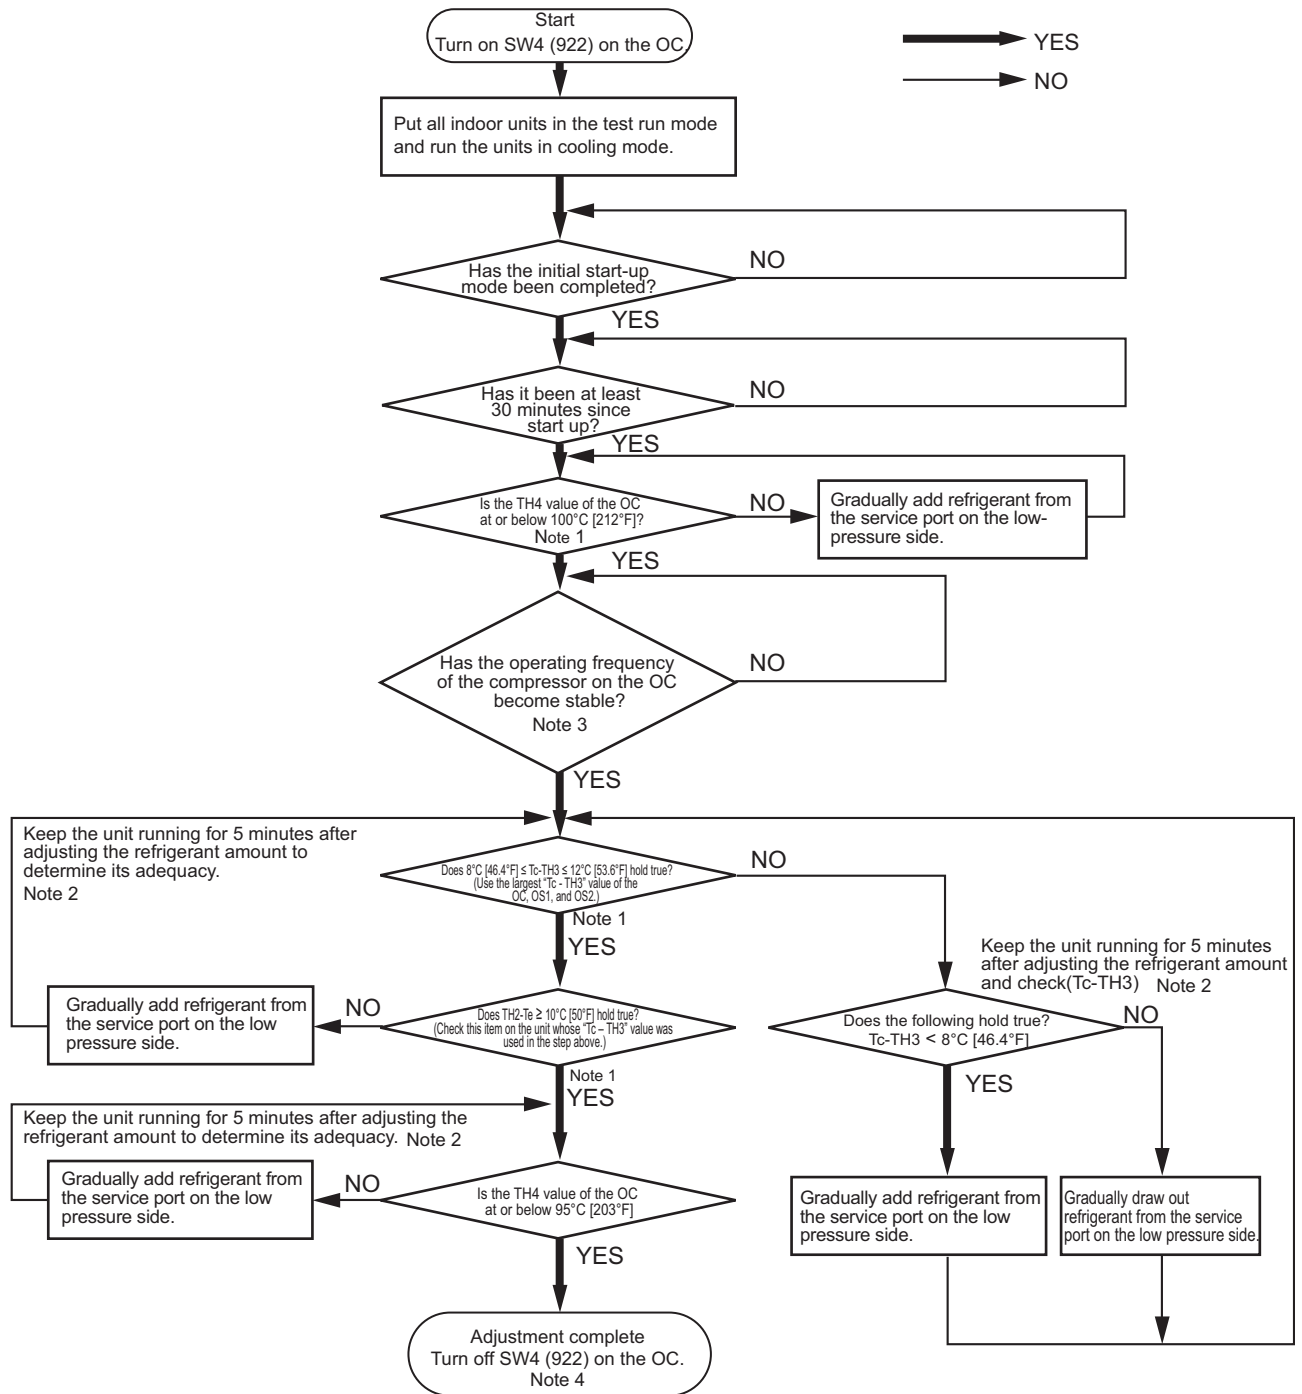 Start
Turn on SW4 (922) on the OC.
YES
NO
Put all indoor units in the test run mode
and run the units in cooling mode.
Has the initial start-up
mode been completed?
NO
YES
Has it been at least
30 minutes since
start up?
NO
YES
Is the TH4 value of the OC
at or below 100°C [212°F]?
Note 1
NO
Gradually add refrigerant from
the service port on the low-
pressure side.
YES
Has the operating frequency
of the compressor on the OC
become stable?
Note 3
NO
YES
Keep the unit running for 5 minutes after
adjusting the refrigerant amount to
determine its adequacy.
Note 2
Does 8°C [46.4°F] ≤ Tc-TH3 ≤ 12°C [53.6°F] hold true?
(Use the largest “Tc - TH3” value of the
OC, OS1, and OS2.)
Note 1
NO
YES
Keep the unit running for 5 minutes
after adjusting the refrigerant amount
and check(Tc-TH3) Note 2
Gradually add refrigerant from
the service port on the low
pressure side.
NO
Does TH2-Te ≥ 10°C [50°F] hold true?
(Check this item on the unit whose “Tc – TH3” value was
used in the step above.)
Note 1
YES
Does the following hold true?
Tc-TH3 < 8°C [46.4°F]
NO
YES
Keep the unit running for 5 minutes after adjusting the
refrigerant amount to determine its adequacy. Note 2
Gradually add refrigerant from
the service port on the low
pressure side.
NO
Is the TH4 value of the OC
at or below 95°C [203°F]
YES
Gradually add refrigerant from
the service port on the low
pressure side.
Gradually draw out
refrigerant from the service
port on the low pressure side.
Adjustment complete
Turn off SW4 (922) on the OC.
Note 4